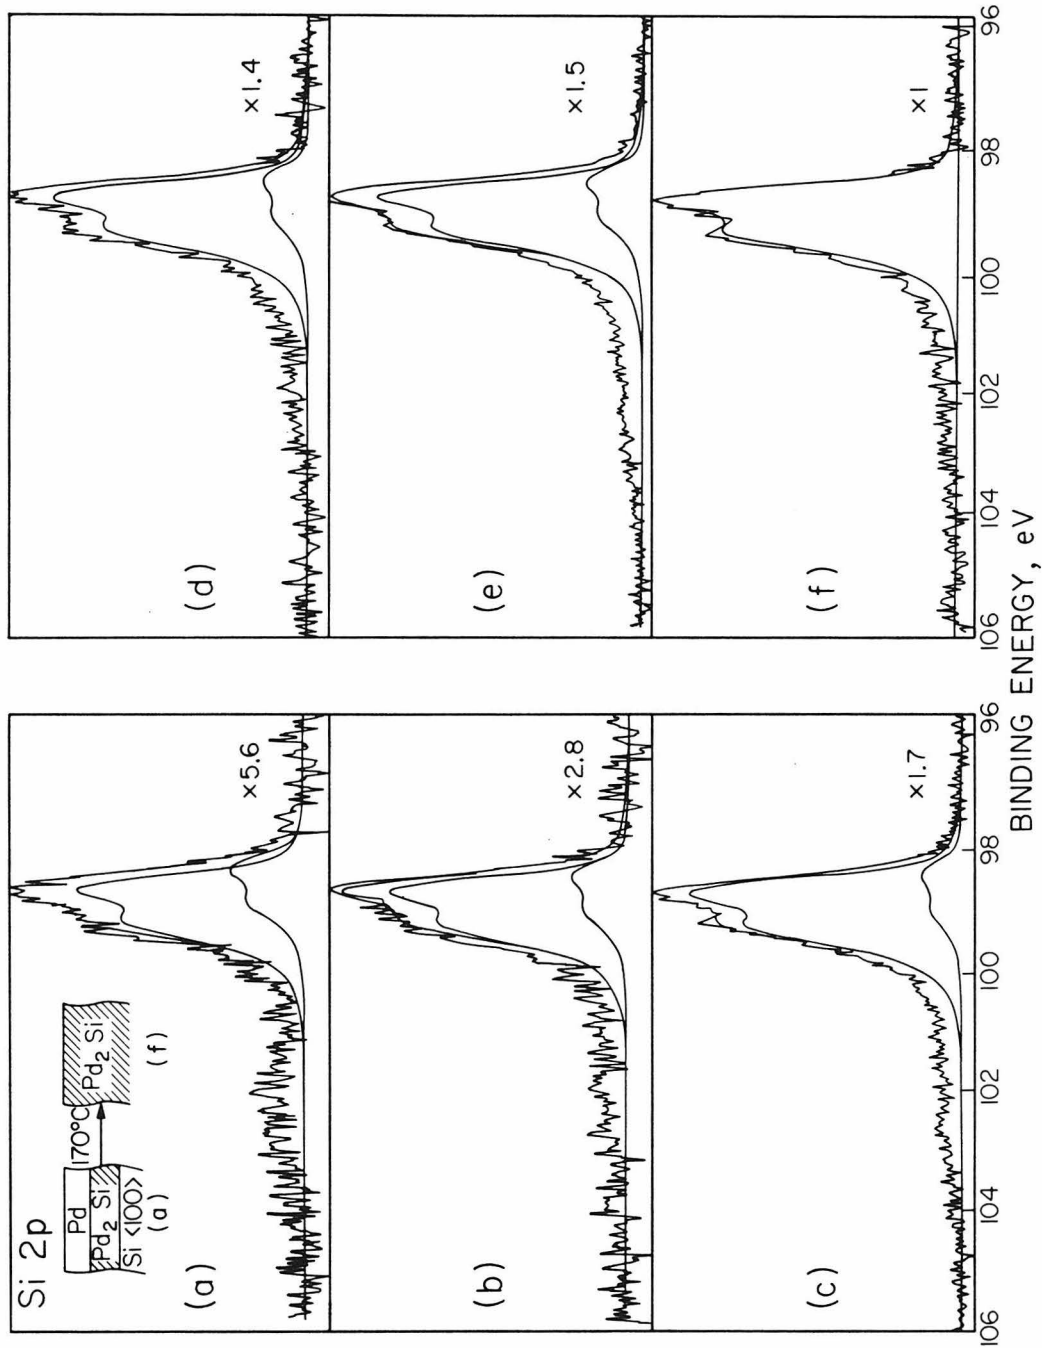 Si 2p
Pd
Pd₂ Si
Si <100>
(a)
170°C
Pd₂ Si
(f)
(a)
×5.6
(b)
×2.8
(c)
×1.7
106 104 102 100 98 96
(d)
×1.4
(e)
×1.5
(f)
×1
106 104 102 100 98 96
BINDING ENERGY, eV